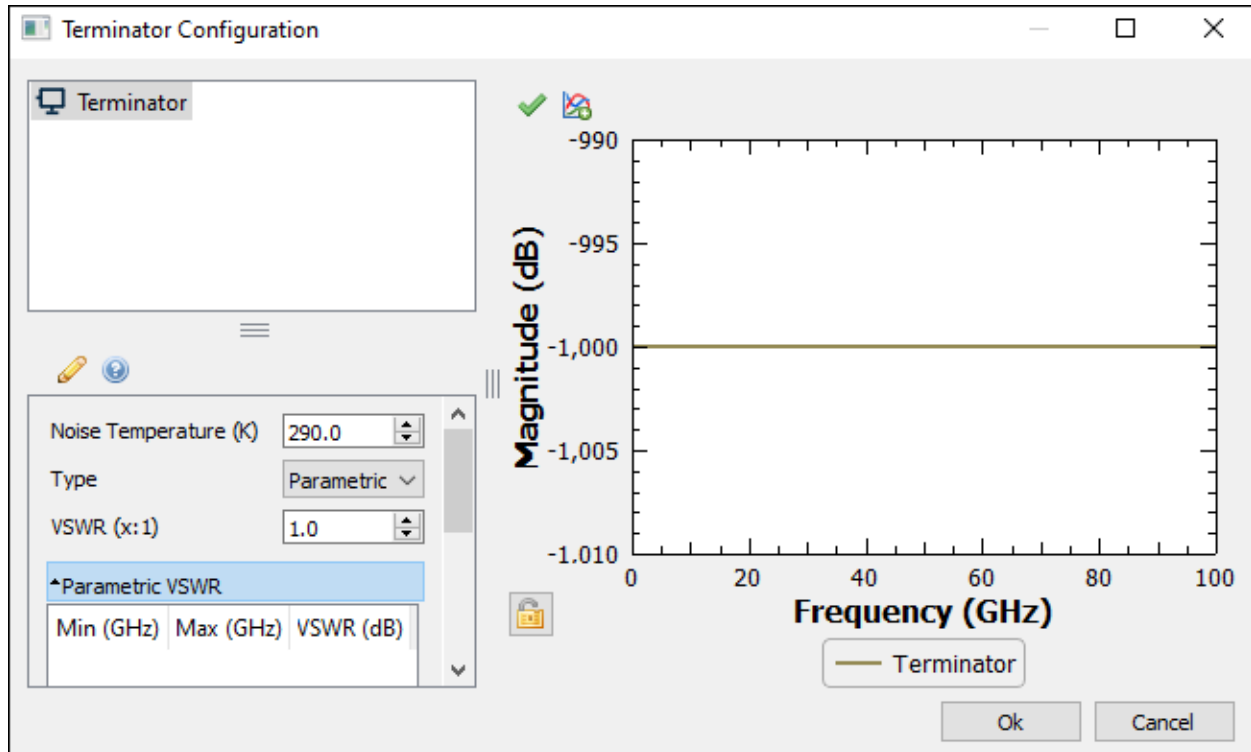 Terminator Configuration
Terminator
Noise Temperature (K) 290.0
Type Parametric
VSWR (x:1) 1.0
Parametric VSWR
Min (GHz) Max (GHz) VSWR (dB)
Magnitude (dB)
-990
-995
-1,000
-1,005
-1,010
0 20 40 60 80 100
Frequency (GHz)
Terminator
Ok Cancel